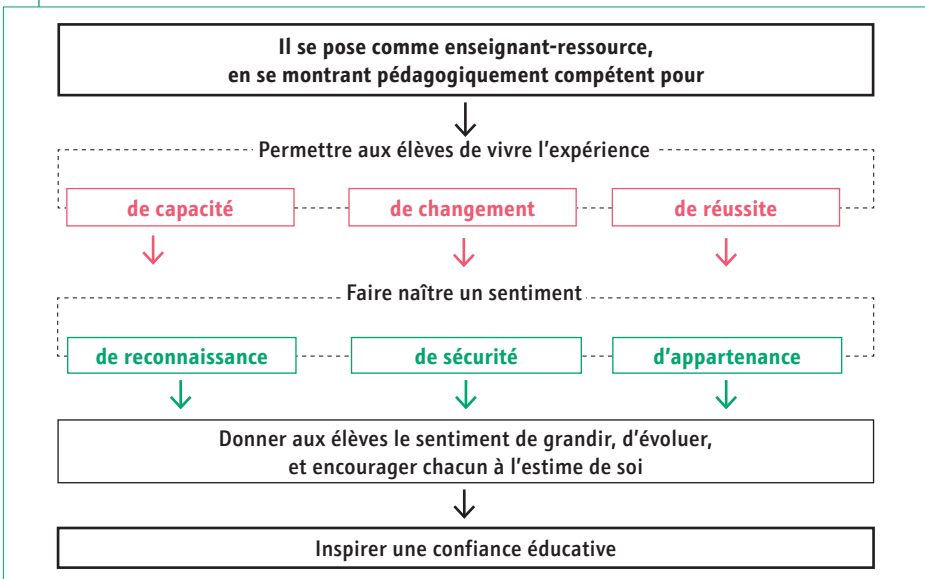 Il se pose comme enseignant-ressource,
en se montrant pédagogiquement compétent pour
Permettre aux élèves de vivre l'expérience
de capacité
de changement
de réussite
Faire naître un sentiment
de reconnaissance
de sécurité
d'appartenance
Donner aux élèves le sentiment de grandir, d'évoluer,
et encourager chacun à l'estime de soi
Inspirer une confiance éducative